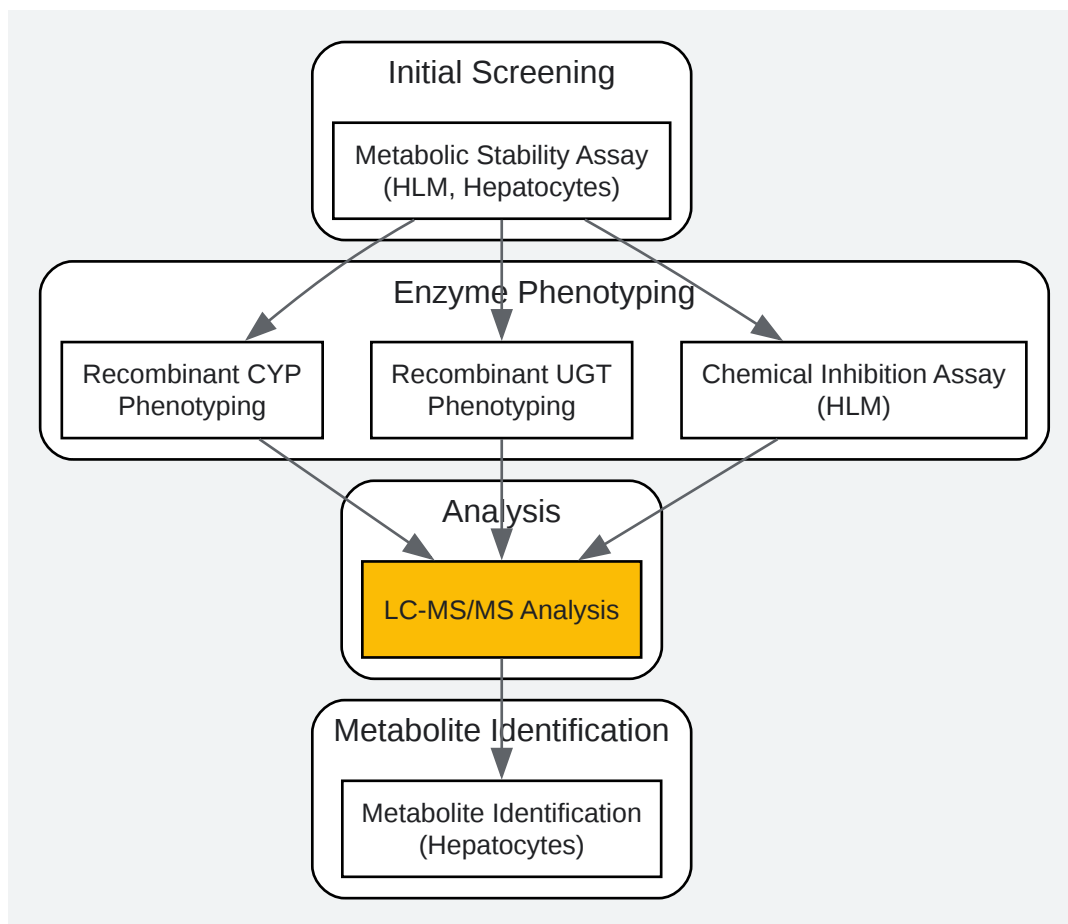 Initial Screening
Metabolic Stability Assay
(HLM, Hepatocytes)
Enzyme Phenotyping
Recombinant CYP
Phenotyping
Recombinant UGT
Phenotyping
Chemical Inhibition Assay
(HLM)
Analysis
LC-MS/MS Analysis
Metabolite Identification
Metabolite Identification
(Hepatocytes)